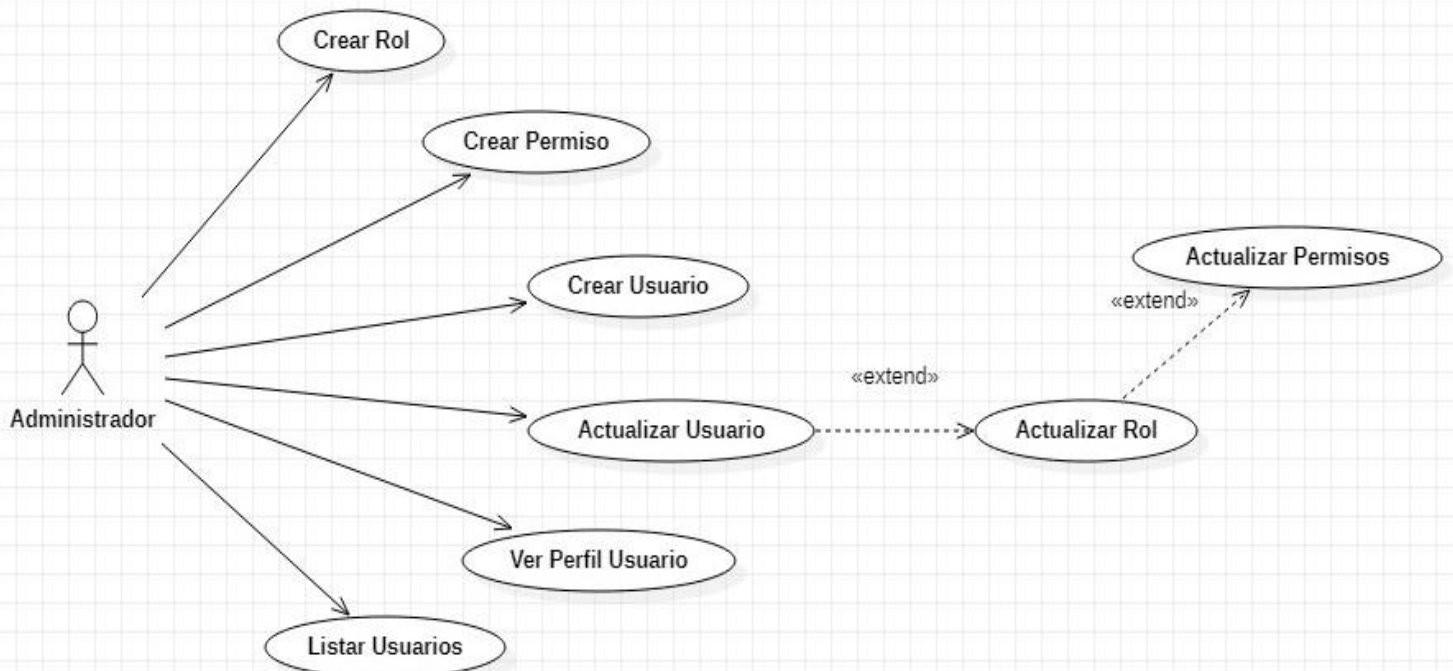 Crear Rol
Crear Permiso
Actualizar Permisos
Crear Usuario
«extend»
«extend»
Administrador
Actualizar Usuario
Actualizar Rol
Ver Perfil Usuario
Listar Usuarios